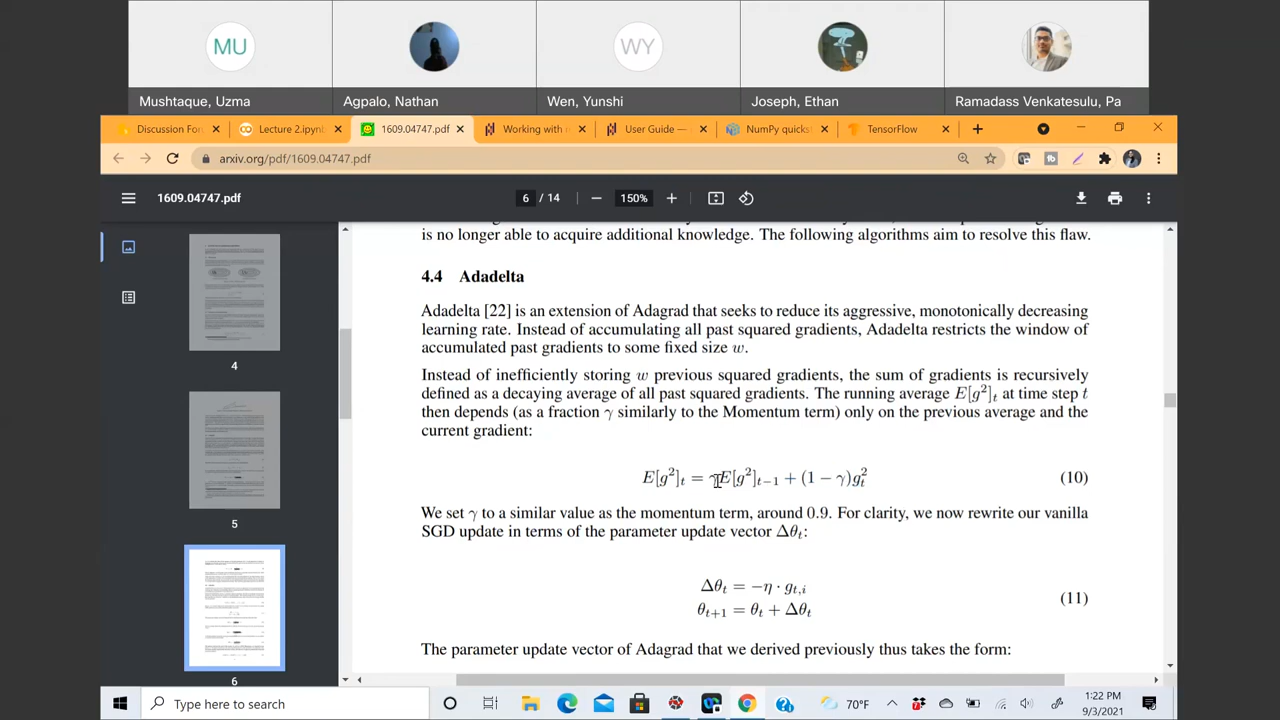 MU
WY
Mushtaque, Uzma
Agpalo, Nathan
Wen, Yunshi
Joseph, Ethan
Ramadass Venkatesulu, Pa
Discussion For
Lecture 2.ipynb
1609.04747.pdf
Working with m
User Guide —
NumPy quicks
TensorFlow
arxiv.org/pdf/1609.04747.pdf
1609.04747.pdf
6 / 14
150%
is no longer able to acquire additional knowledge. The following algorithms aim to resolve this flaw.
4.4 Adadelta
Adadelta [22] is an extension of Adagrad that seeks to reduce its aggressive, monotonically decreasing
learning rate. Instead of accumulating all past squared gradients, Adadelta restricts the window of
accumulated past gradients to some fixed size w.
Instead of inefficiently storing w previous squared gradients, the sum of gradients is recursively
defined as a decaying average of all past squared gradients. The running average E[g²]ₜ at time step t
then depends (as a fraction γ similarly to the Momentum term) only on the previous average and the
current gradient:
E[g²]ₜ = γE[g²]ₜ₋₁ + (1 − γ)gₜ² (10)
We set γ to a similar value as the momentum term, around 0.9. For clarity, we now rewrite our vanilla
SGD update in terms of the parameter update vector Δθₜ:
Δθₜ = −η · gₜ,ᵢ
θₜ₊₁ = θₜ + Δθₜ (11)
The parameter update vector of Adagrad that we derived previously thus takes the form:
4
5
6
Type here to search
70°F
1:22 PM
9/3/2021